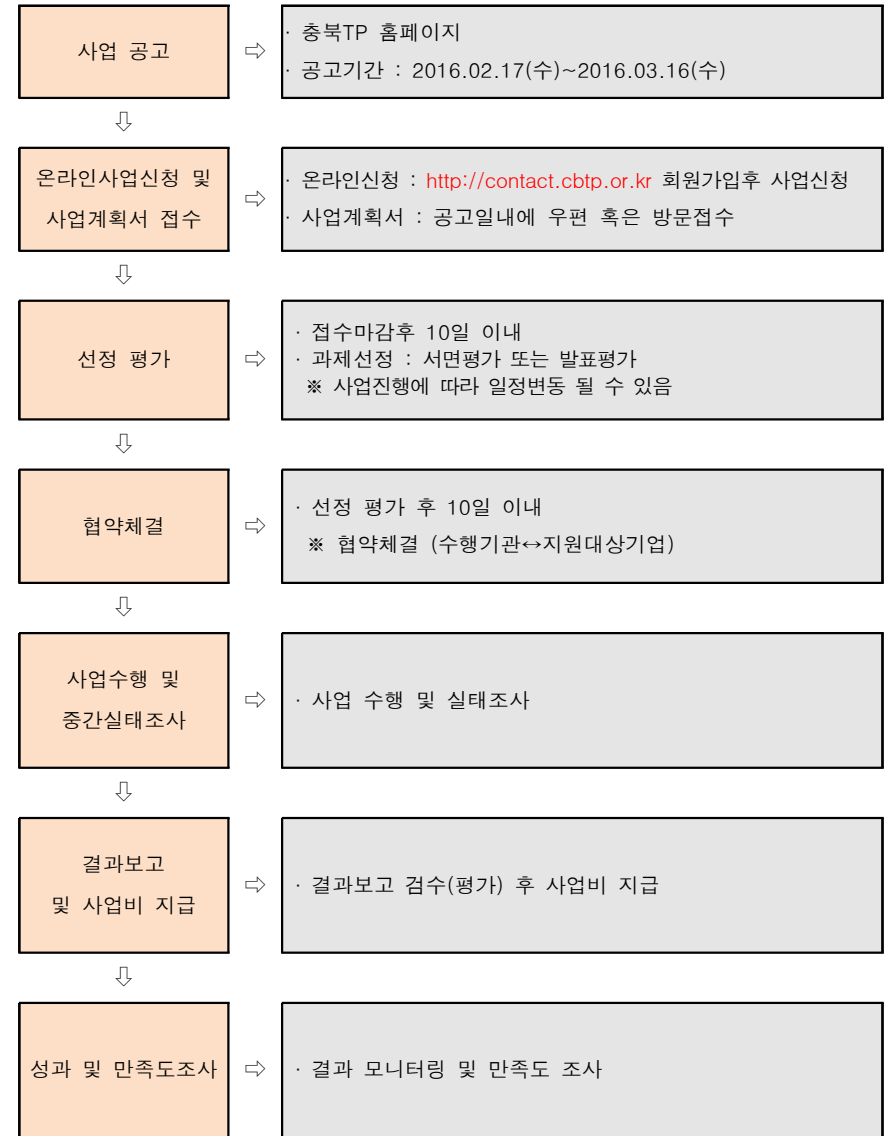 사업 공고
⇨
· 충북TP 홈페이지
· 공고기간 : 2016.02.17(수)~2016.03.16(수)
⇩
온라인사업신청 및
사업계획서 접수
⇨
· 온라인신청 : http://contact.cbtp.or.kr 회원가입후 사업신청
· 사업계획서 : 공고일내에 우편 혹은 방문접수
⇩
선정 평가
⇨
· 접수마감후 10일 이내
· 과제선정 : 서면평가 또는 발표평가
※ 사업진행에 따라 일정변동 될 수 있음
⇩
협약체결
⇨
· 선정 평가 후 10일 이내
※ 협약체결 (수행기관↔지원대상기업)
⇩
사업수행 및
중간실태조사
⇨
· 사업 수행 및 실태조사
⇩
결과보고
및 사업비 지급
⇨
· 결과보고 검수(평가) 후 사업비 지급
⇩
성과 및 만족도조사
⇨
· 결과 모니터링 및 만족도 조사